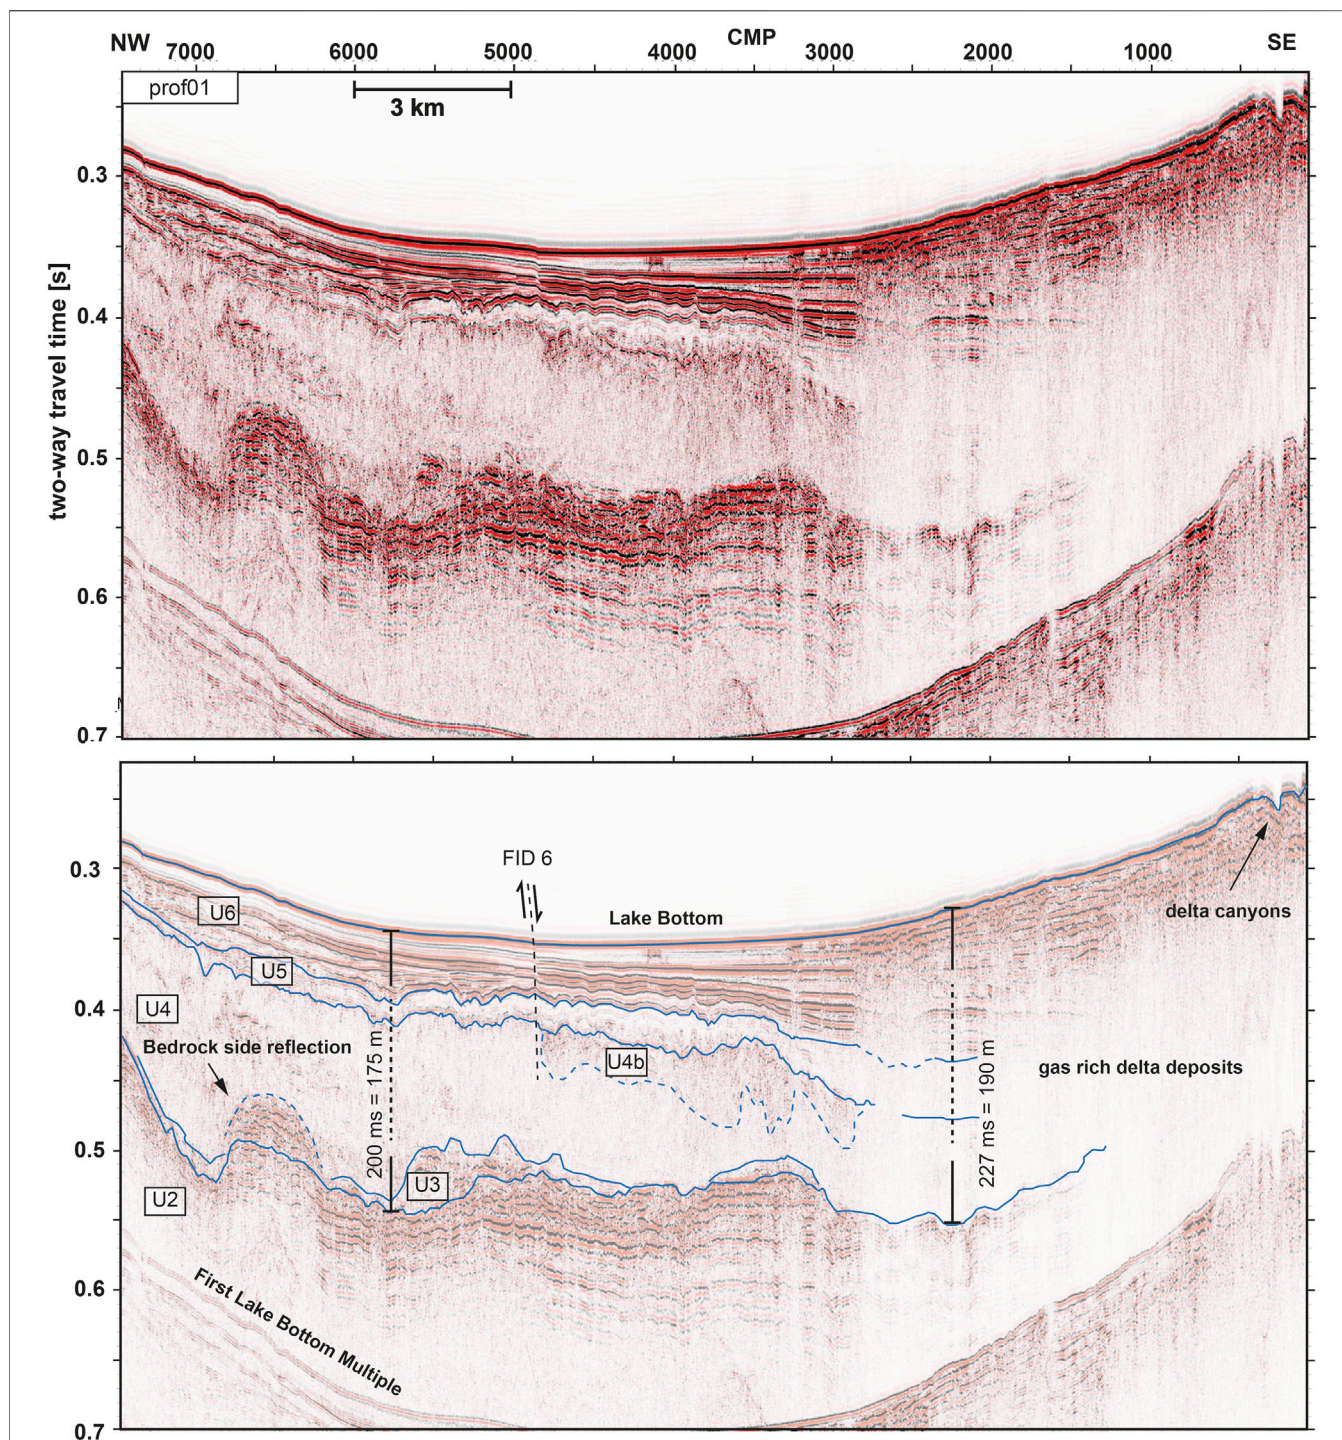 NW 7000 6000 5000 4000 CMP 3000 2000 1000 SE
prof01
3 km
0.3
0.4
0.5
0.6
0.7
two-way travel time [s]
FID 6
Lake Bottom
delta canyons
U6
U5
U4
Bedrock side reflection
U4b
gas rich delta deposits
200 ms = 175 m
227 ms = 190 m
U3
U2
First Lake Bottom Multiple
0.3
0.4
0.5
0.6
0.7